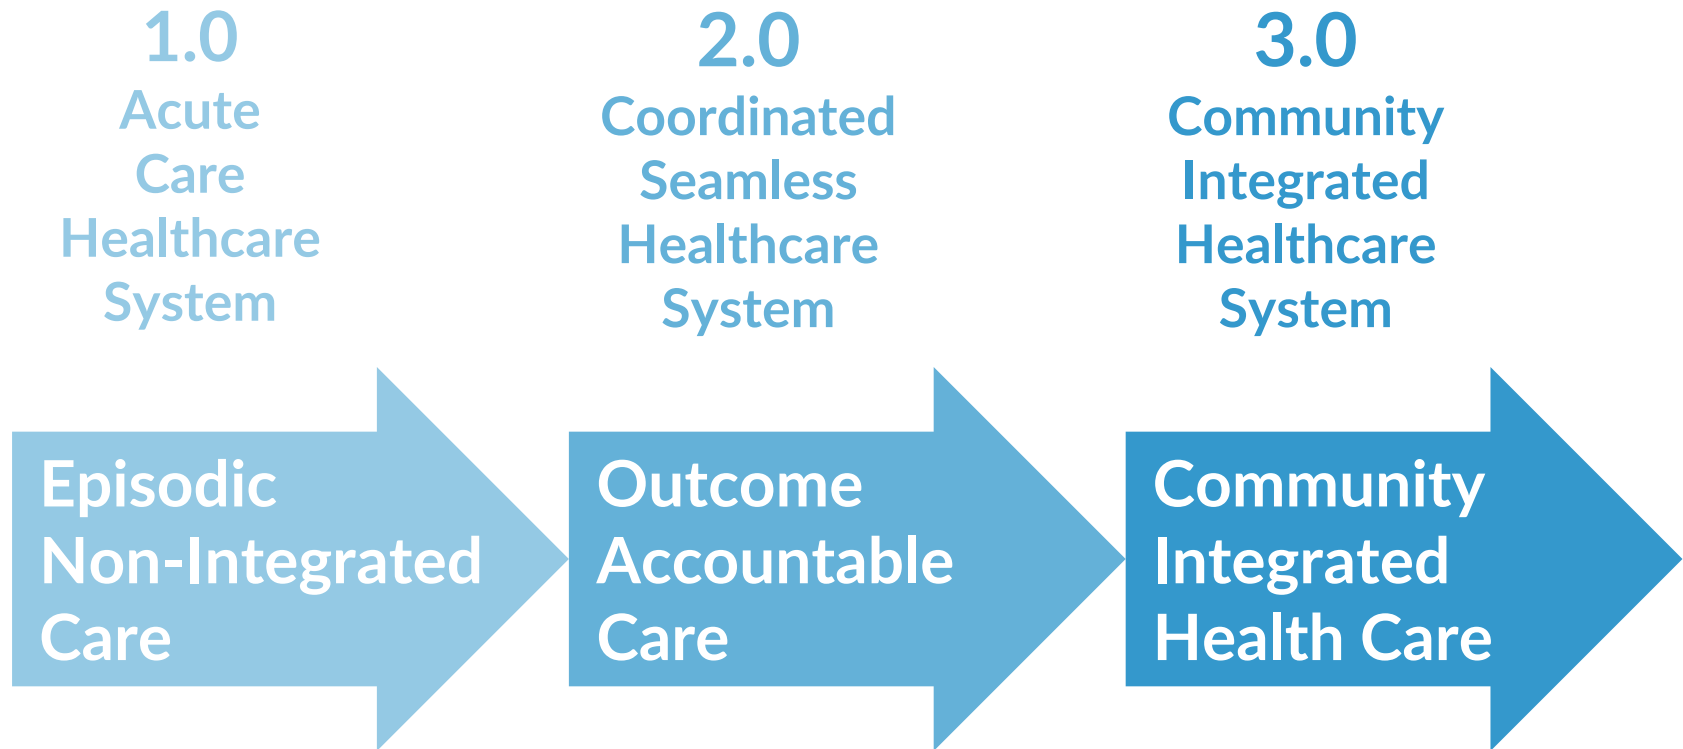 1.0
Acute
Care
Healthcare
System
2.0
Coordinated
Seamless
Healthcare
System
3.0
Community
Integrated
Healthcare
System
Episodic
Non-Integrated
Care
Outcome
Accountable
Care
Community
Integrated
Health Care